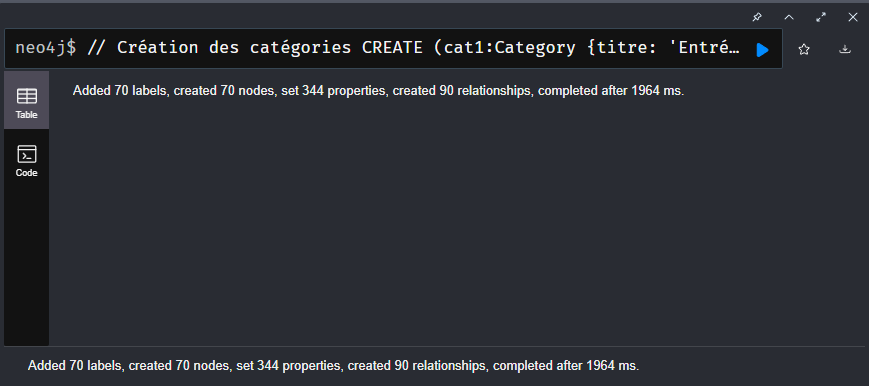 neo4j$ // Création des catégories CREATE (cat1:Category {titre: 'Entré…
Added 70 labels, created 70 nodes, set 344 properties, created 90 relationships, completed after 1964 ms.
Table
Code
Added 70 labels, created 70 nodes, set 344 properties, created 90 relationships, completed after 1964 ms.